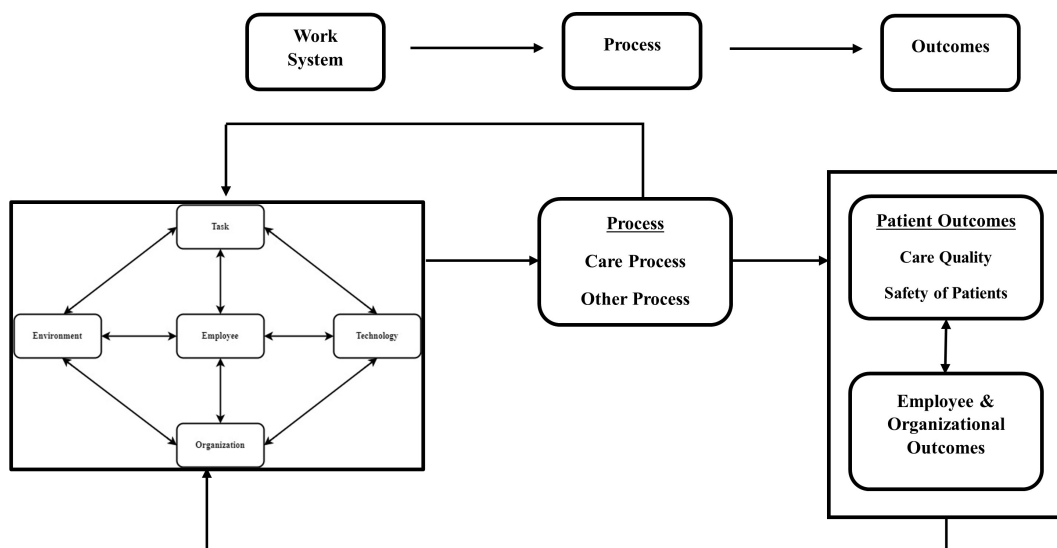 Work
System
Process
Outcomes
Task
Environment
Employee
Technology
Organization
Process
Care Process
Other Process
Patient Outcomes
Care Quality
Safety of Patients
Employee &
Organizational
Outcomes